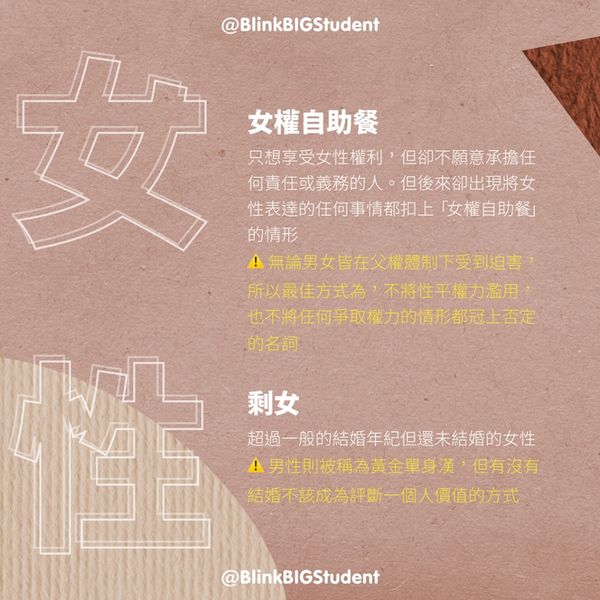 @BlinkBIGStudent
女性
女權自助餐
只想享受女性權利，但卻不願意承擔任
何責任或義務的人。但後來卻出現將女
性表達的任何事情都扣上「女權自助餐」
的情形
⚠️無論男女皆在父權體制下受到迫害，
所以最佳方式為，不將性平權力濫用，
也不將任何爭取權力的情形都冠上否定
的名詞
剩女
超過一般的結婚年紀但還未結婚的女性
⚠️男性則被稱為黃金單身漢，但有沒有
結婚不該成為評斷一個人價值的方式
@BlinkBIGStudent